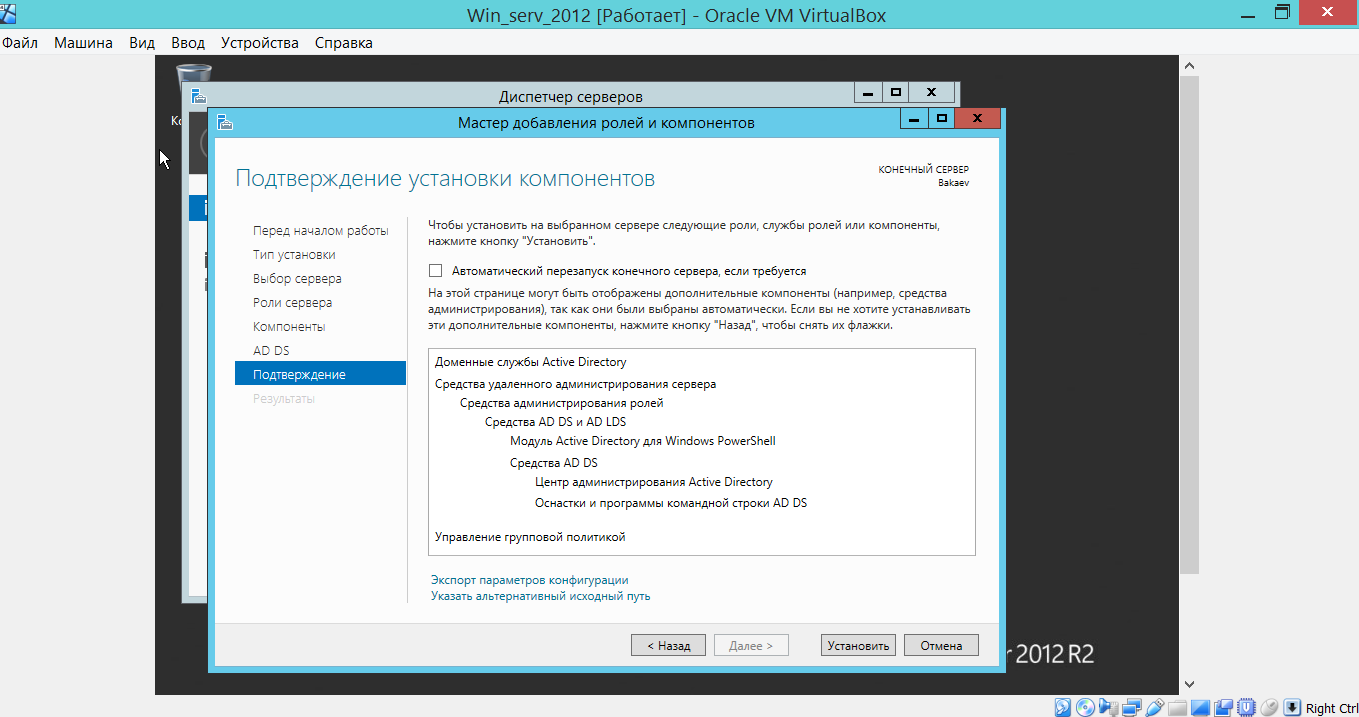 Win_serv_2012 [Работает] - Oracle VM VirtualBox
Файл Машина Вид Ввод Устройства Справка
Диспетчер серверов
Мастер добавления ролей и компонентов
Подтверждение установки компонентов
КОНЕЧНЫЙ СЕРВЕР
Bakaev
Перед началом работы
Тип установки
Выбор сервера
Роли сервера
Компоненты
AD DS
Подтверждение
Результаты
Чтобы установить на выбранном сервере следующие роли, службы ролей или компоненты,
нажмите кнопку "Установить".
Автоматический перезапуск конечного сервера, если требуется
На этой странице могут быть отображены дополнительные компоненты (например, средства
администрирования), так как они были выбраны автоматически. Если вы не хотите устанавливать
эти дополнительные компоненты, нажмите кнопку "Назад", чтобы снять их флажки.
Доменные службы Active Directory
Средства удаленного администрирования сервера
Средства администрирования ролей
Средства AD DS и AD LDS
Модуль Active Directory для Windows PowerShell
Средства AD DS
Центр администрирования Active Directory
Оснастки и программы командной строки AD DS
Управление групповой политикой
Экспорт параметров конфигурации
Указать альтернативный исходный путь
< Назад Далее > Установить Отмена
2012 R2
Right Ctrl